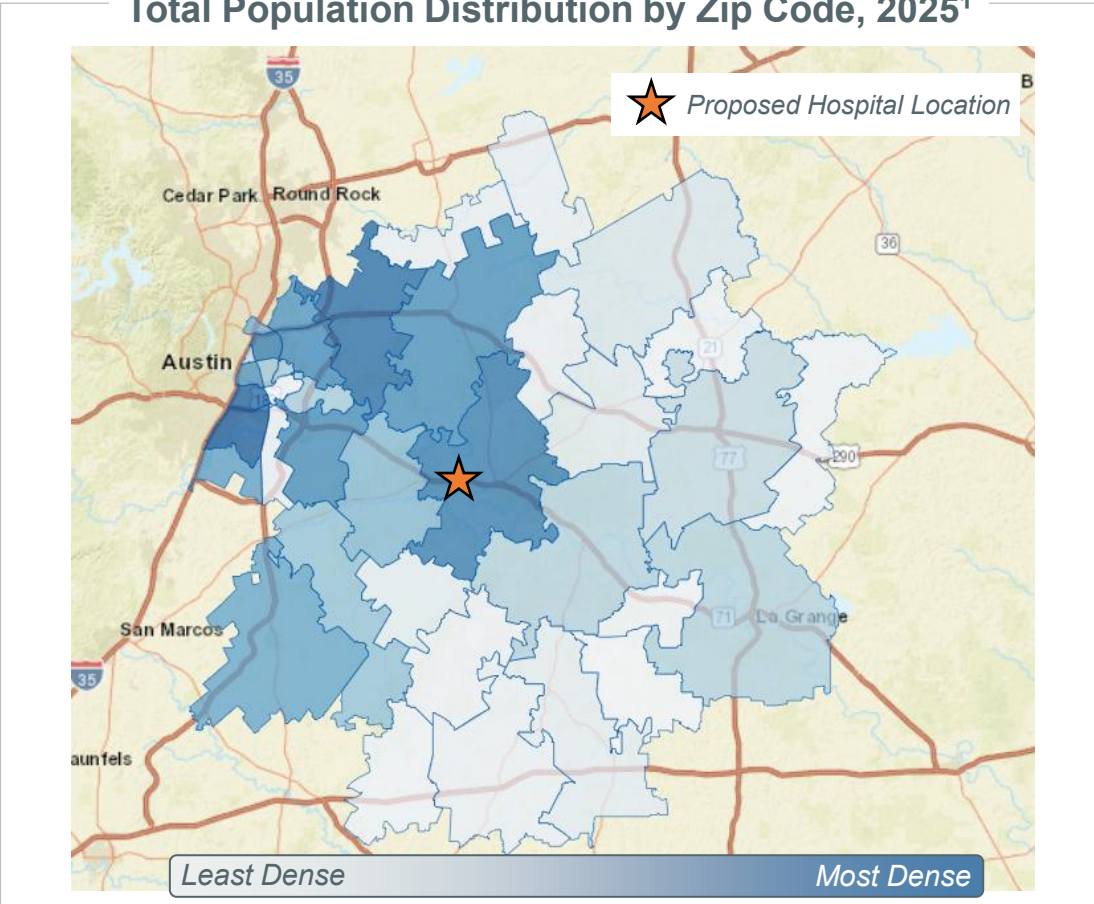 Total Population Distribution by Zip Code, 2025¹
35
B
Proposed Hospital Location
Cedar Park Round Rock
36
Austin
21
77
290
San Marcos
71
La Grange
35
aunfels
Least Dense
Most Dense